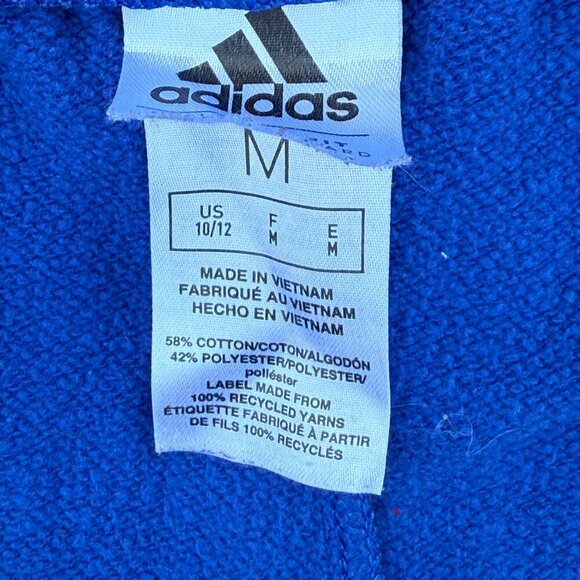 adidas
M
US
10/12
F
M
E
M
MADE IN VIETNAM
FABRIQUÉ AU VIETNAM
HECHO EN VIETNAM
58% COTTON/COTON/ALGODÓN
42% POLYESTER/POLYESTER/
poliéster
LABEL MADE FROM
100% RECYCLED YARNS
ÉTIQUETTE FABRIQUÉ À PARTIR
DE FILS 100% RECYCLÉS